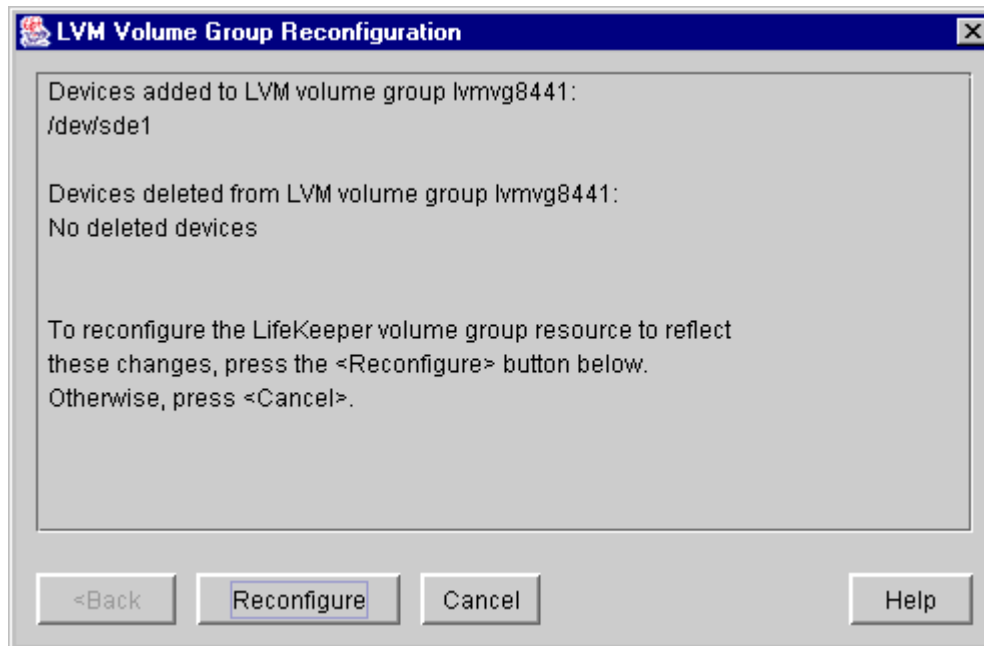 LVM Volume Group Reconfiguration
Devices added to LVM volume group lvmvg8441:
/dev/sde1
Devices deleted from LVM volume group lvmvg8441:
No deleted devices
To reconfigure the LifeKeeper volume group resource to reflect
these changes, press the <Reconfigure> button below.
Otherwise, press <Cancel>.
<Back Reconfigure Cancel Help